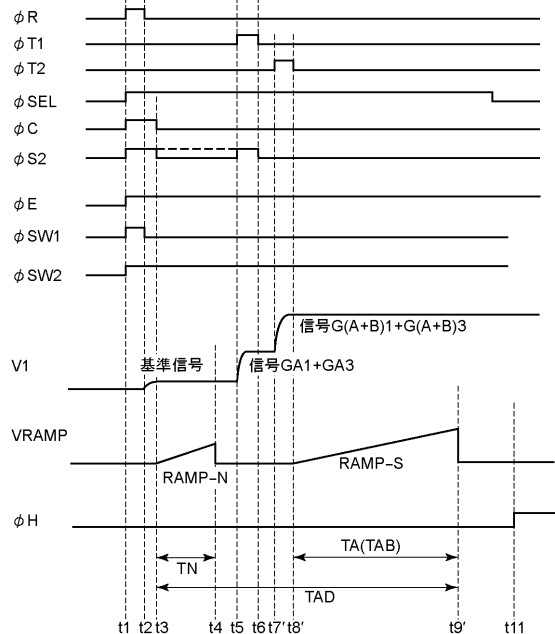 φR
φT1
φT2
φSEL
φC
φS2
φE
φSW1
φSW2
信号G(A+B)1+G(A+B)3
基準信号
信号GA1+GA3
V1
VRAMP
RAMP-N
RAMP-S
φH
TN
TA(TAB)
TAD
t1 t2 t3 t4 t5 t6 t7′ t8′ t9′ t11